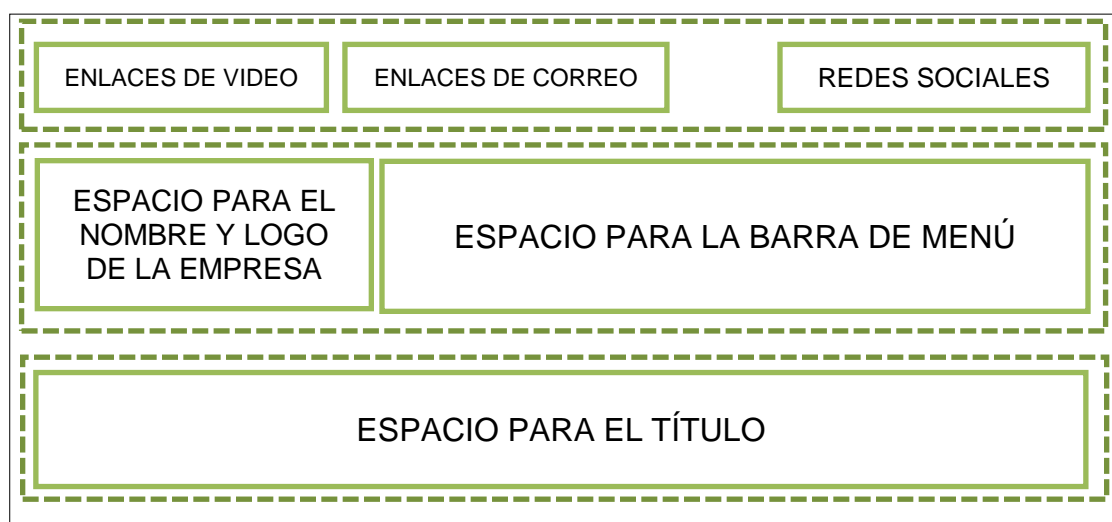 ENLACES DE VIDEO
ENLACES DE CORREO
REDES SOCIALES
ESPACIO PARA EL
NOMBRE Y LOGO
DE LA EMPRESA
ESPACIO PARA LA BARRA DE MENÚ
ESPACIO PARA EL TÍTULO